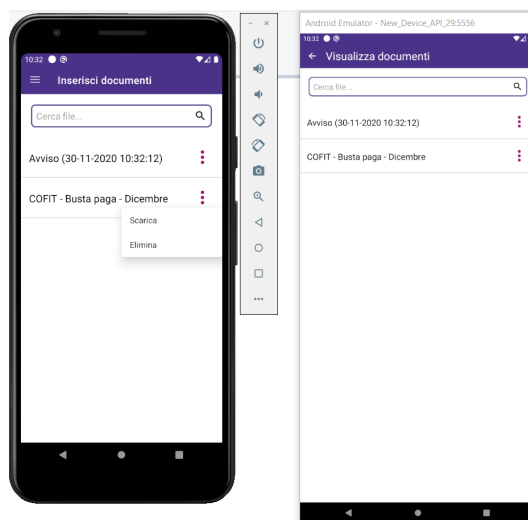 10:32
Inserisci documenti
Cerca file...
Avviso (30-11-2020 10:32:12)
COFIT - Busta paga - Dicembre
Scarica
Elimina
Android Emulator - New_Device_API_29:5556
10:32
Visualizza documenti
Cerca file...
Avviso (30-11-2020 10:32:12)
COFIT - Busta paga - Dicembre